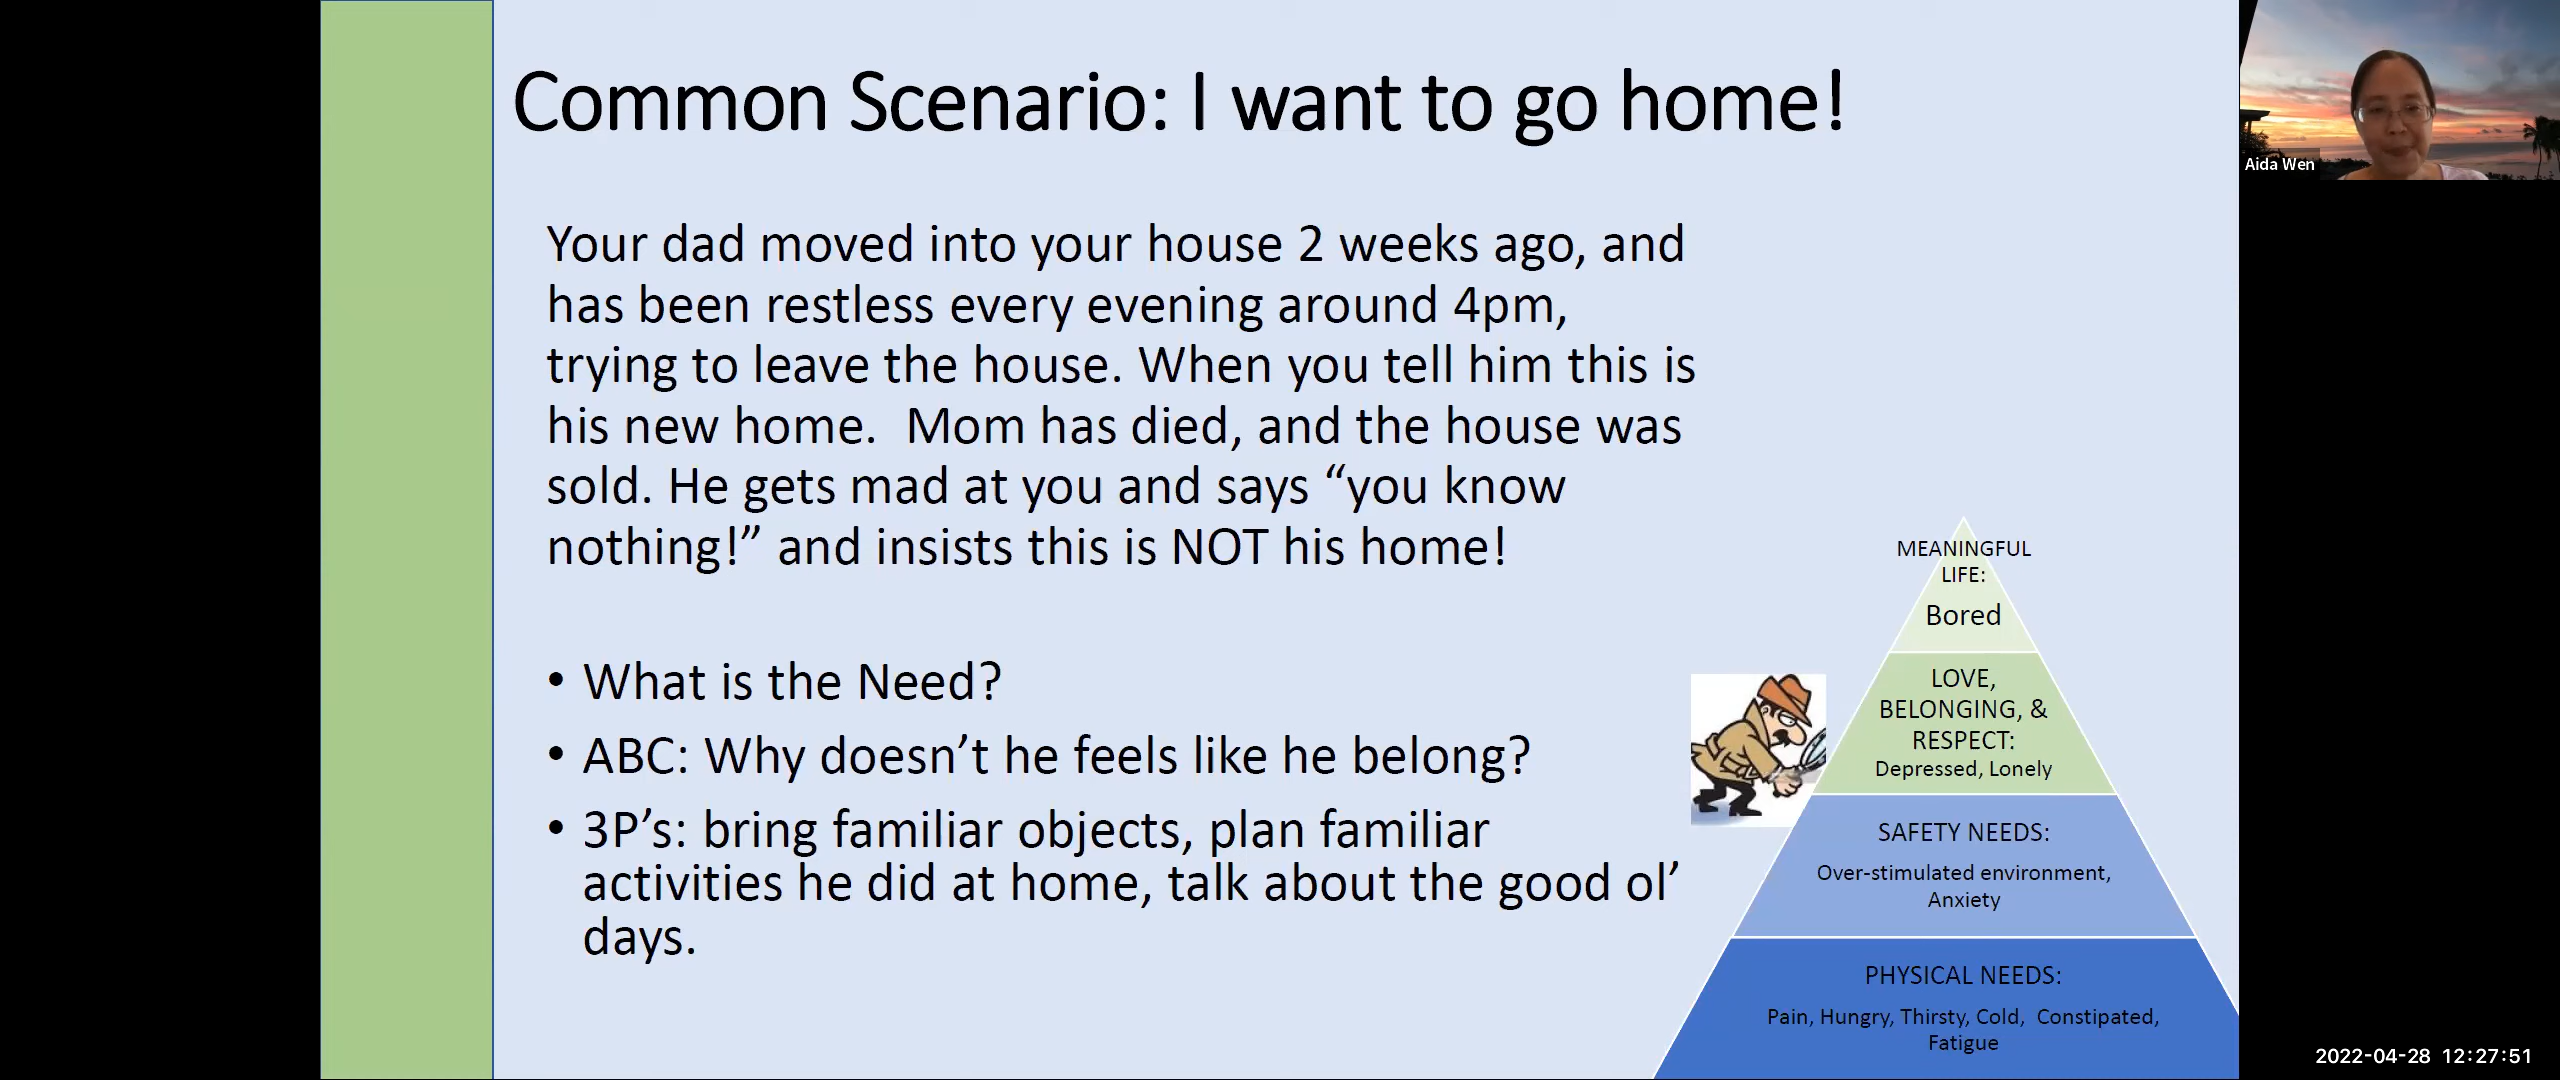 Common Scenario: I want to go home!
Aida Wen
Your dad moved into your house 2 weeks ago, and
has been restless every evening around 4pm,
trying to leave the house. When you tell him this is
his new home.  Mom has died, and the house was
sold. He gets mad at you and says “you know
nothing!” and insists this is NOT his home!
• What is the Need?
• ABC: Why doesn’t he feels like he belong?
• 3P’s: bring familiar objects, plan familiar
activities he did at home, talk about the good ol’
days.
MEANINGFUL
LIFE:
Bored
LOVE,
BELONGING, &
RESPECT:
Depressed, Lonely
SAFETY NEEDS:
Over-stimulated environment,
Anxiety
PHYSICAL NEEDS:
Pain, Hungry, Thirsty, Cold,  Constipated,
Fatigue
2022-04-28 12:27:51